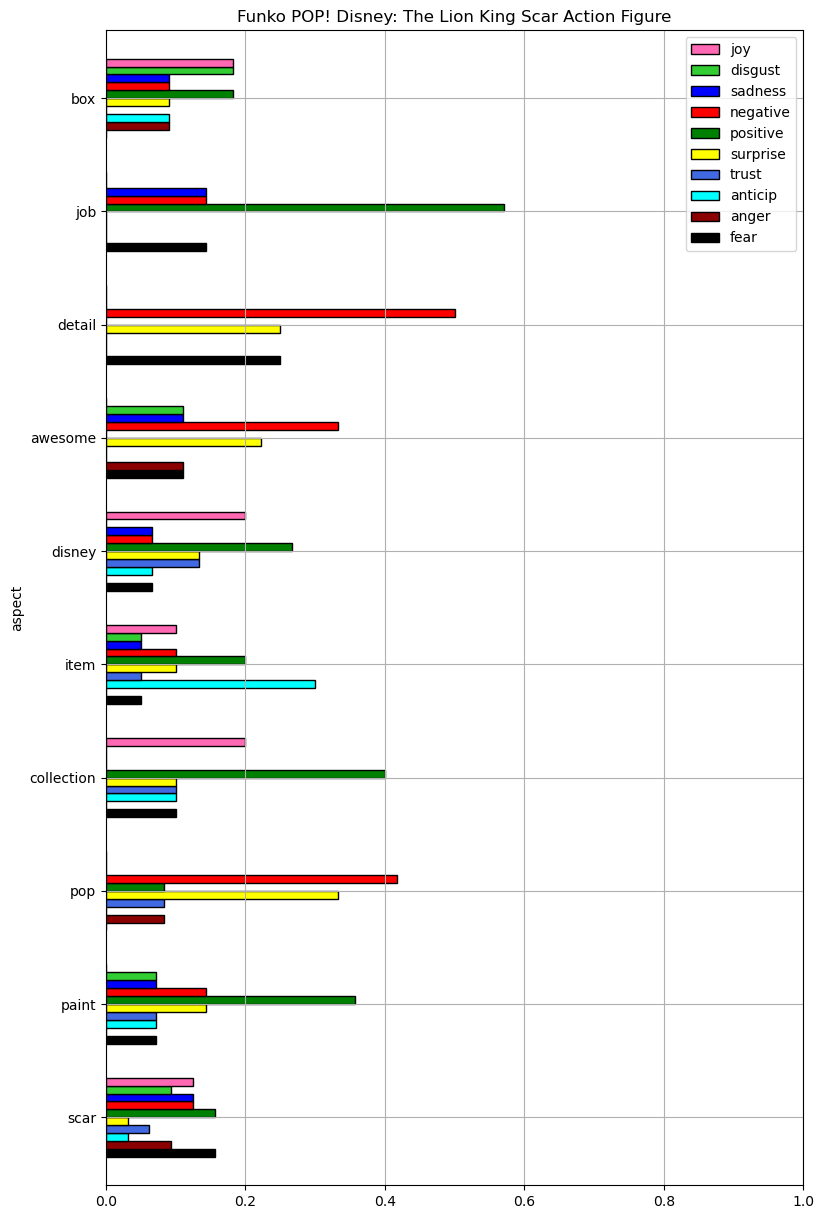 Funko POP! Disney: The Lion King Scar Action Figure
joy
disgust
sadness
negative
positive
surprise
trust
anticip
anger
fear
box
job
detail
awesome
disney
item
collection
pop
paint
scar
aspect
0.0 0.2 0.4 0.6 0.8 1.0